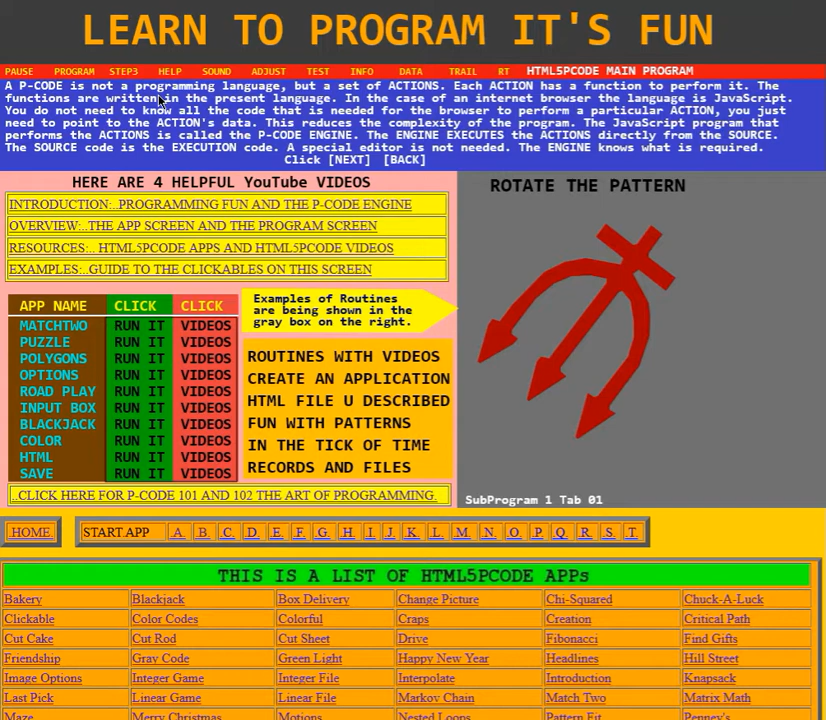 LEARN TO PROGRAM IT'S FUN
PAUSE PROGRAM STEP3 HELP SOUND ADJUST TEST INFO DATA TRAIL RT HTML5PCODE MAIN PROGRAM
A P-CODE is not a programming language, but a set of ACTIONS. Each ACTION has a function to perform it. The
functions are written in the present language. In the case of an internet browser the language is JavaScript.
You do not need to know all the code that is needed for the browser to perform a particular ACTION, you just
need to point to the ACTION's data. This reduces the complexity of the program. The JavaScript program that
performs the ACTIONS is called the P-CODE ENGINE. The ENGINE EXECUTES the ACTIONS directly from the SOURCE.
The SOURCE code is the EXECUTION code. A special editor is not needed. The ENGINE knows what is required.
Click [NEXT] [BACK]
HERE ARE 4 HELPFUL YouTube VIDEOS
INTRODUCTION:..PROGRAMMING FUN AND THE P-CODE ENGINE
OVERVIEW:..THE APP SCREEN AND THE PROGRAM SCREEN
RESOURCES:.. HTML5PCODE APPS AND HTML5PCODE VIDEOS
EXAMPLES:..GUIDE TO THE CLICKABLES ON THIS SCREEN
APP NAME CLICK CLICK
MATCHTWO RUN IT VIDEOS
PUZZLE RUN IT VIDEOS
POLYGONS RUN IT VIDEOS
OPTIONS RUN IT VIDEOS
ROAD PLAY RUN IT VIDEOS
INPUT BOX RUN IT VIDEOS
BLACKJACK RUN IT VIDEOS
COLOR RUN IT VIDEOS
HTML RUN IT VIDEOS
SAVE RUN IT VIDEOS
Examples of Routines
are being shown in the
gray box on the right.
ROUTINES WITH VIDEOS
CREATE AN APPLICATION
HTML FILE U DESCRIBED
FUN WITH PATTERNS
IN THE TICK OF TIME
RECORDS AND FILES
..CLICK HERE FOR P-CODE 101 AND 102 THE ART OF PROGRAMMING.
ROTATE THE PATTERN
SubProgram 1 Tab 01
.HOME. START.APP .A. .B. .C. .D. .E. .F. .G. .H. .I. .J. .K. .L. .M. .N. .O. .P. .Q. .R. .S. .T.
THIS IS A LIST OF HTML5PCODE APPs
Bakery Blackjack Box Delivery Change Picture Chi-Squared Chuck-A-Luck
Clickable Color Codes Colorful Craps Creation Critical Path
Cut Cake Cut Rod Cut Sheet Drive Fibonacci Find Gifts
Friendship Gray Code Green Light Happy New Year Headlines Hill Street
Image Options Integer Game Integer File Interpolate Introduction Knapsack
Last Pick Linear Game Linear File Markov Chain Match Two Matrix Math
Maze Merry Christmas Motions Nested Loops Pattern Fit Penney's